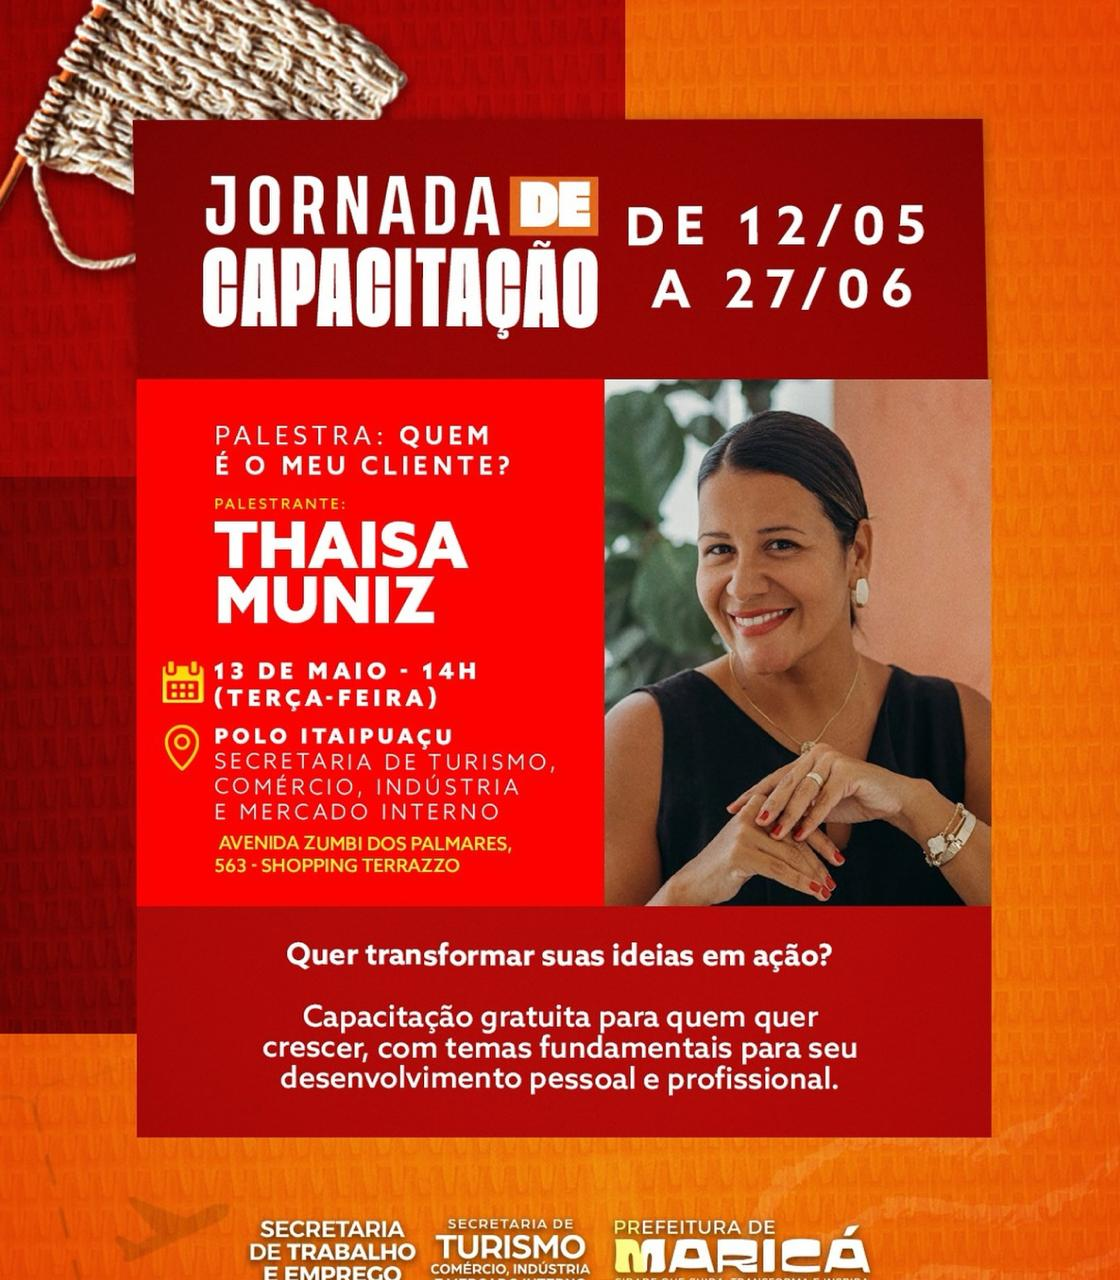 JORNADA DE
CAPACITAÇÃO
DE 12/05
A 27/06
PALESTRA: QUEM
É O MEU CLIENTE?
PALESTRANTE:
THAISA
MUNIZ
13 DE MAIO - 14H
(TERÇA-FEIRA)
POLO ITAIPUAÇU
SECRETARIA DE TURISMO,
COMÉRCIO, INDÚSTRIA
E MERCADO INTERNO
AVENIDA ZUMBI DOS PALMARES,
563 - SHOPPING TERRAZZO
Quer transformar suas ideias em ação?
Capacitação gratuita para quem quer
crescer, com temas fundamentais para seu
desenvolvimento pessoal e profissional.
SECRETARIA
DE TRABALHO
E EMPREGO
SECRETARIA DE
TURISMO
COMÉRCIO, INDÚSTRIA
PREFEITURA DE
MARICÁ